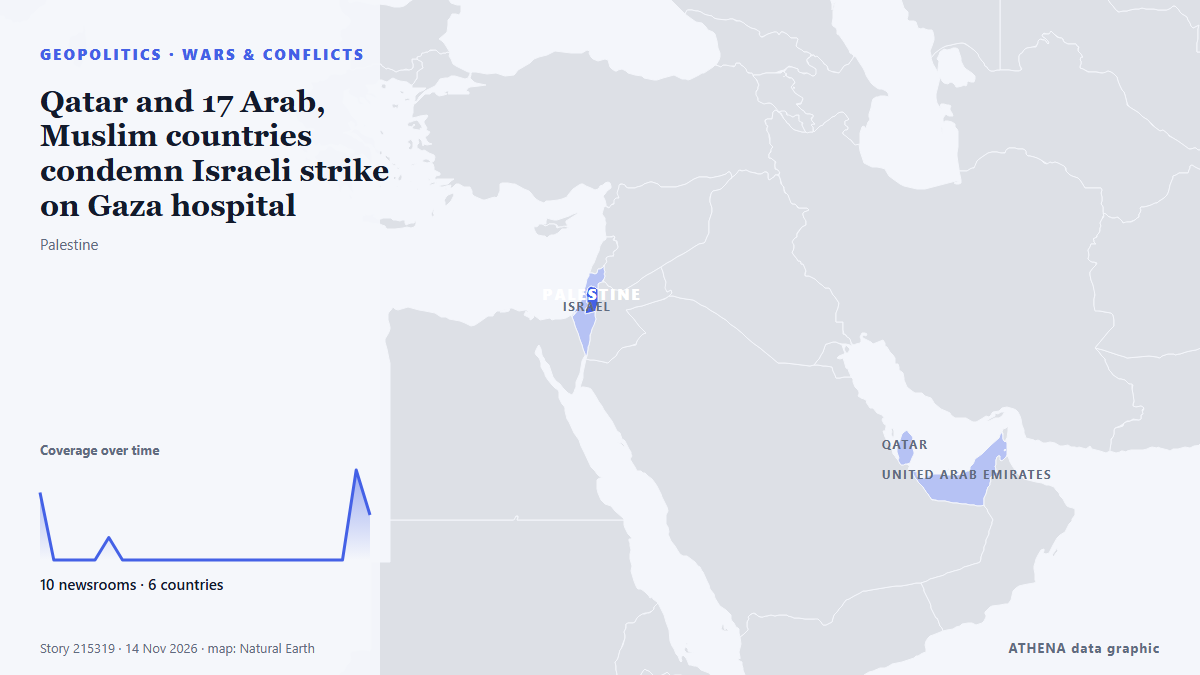 GEOPOLITICS · WARS & CONFLICTS
Qatar and 17 Arab,
Muslim countries
condemn Israeli strike
on Gaza hospital
Palestine
PALESTINE
ISRAEL
QATAR
UNITED ARAB EMIRATES
Coverage over time
10 newsrooms · 6 countries
Story 215319 · 14 Nov 2026 · map: Natural Earth
ATHENA data graphic